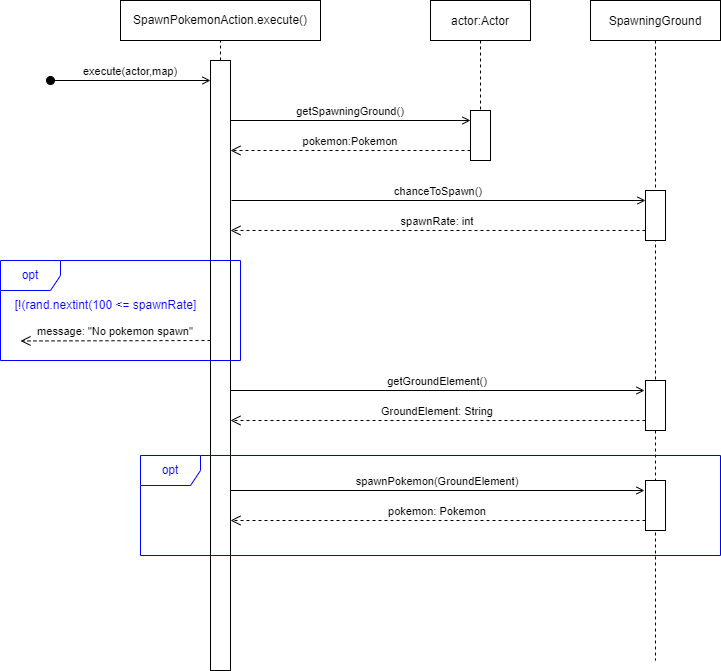 SpawnPokemonAction.execute()
actor:Actor
SpawningGround
execute(actor,map)
getSpawningGround()
pokemon:Pokemon
chanceToSpawn()
spawnRate: int
opt
[!(rand.nextint(100 <= spawnRate]
message: "No pokemon spawn"
getGroundElement()
GroundElement: String
opt
spawnPokemon(GroundElement)
pokemon: Pokemon